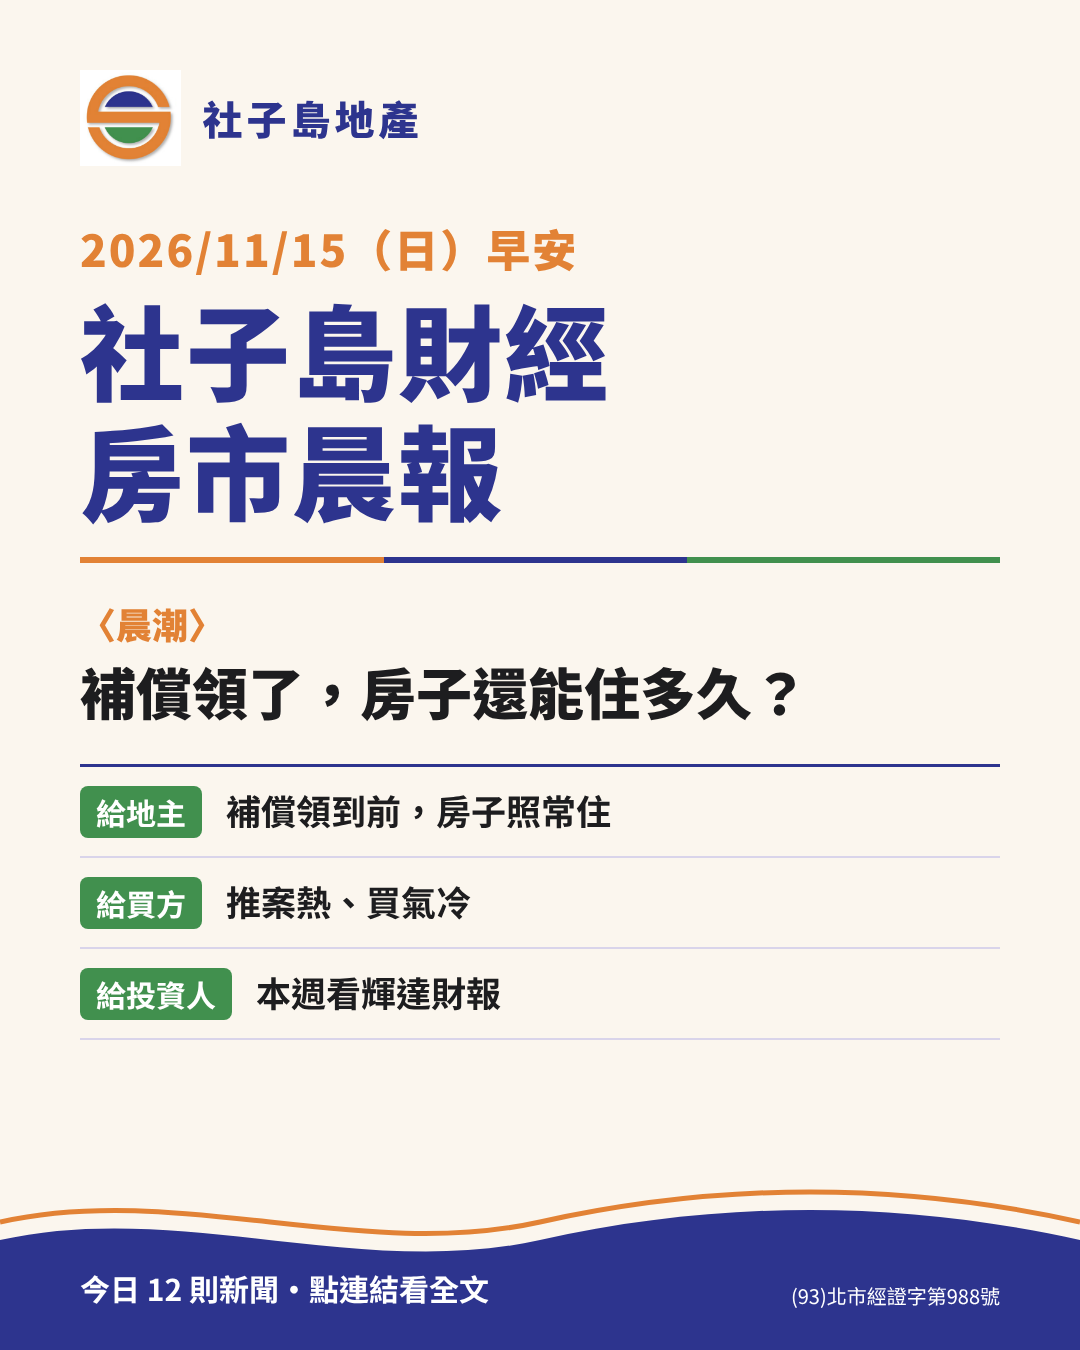 社子島地產
2026/11/15（日）早安
社子島財經
房市晨報
〈晨潮〉
補償領了，房子還能住多久？
給地主 補償領到前，房子照常住
給買方 推案熱、買氣冷
給投資人 本週看輝達財報
今日 12 則新聞・點連結看全文
(93)北市經證字第988號